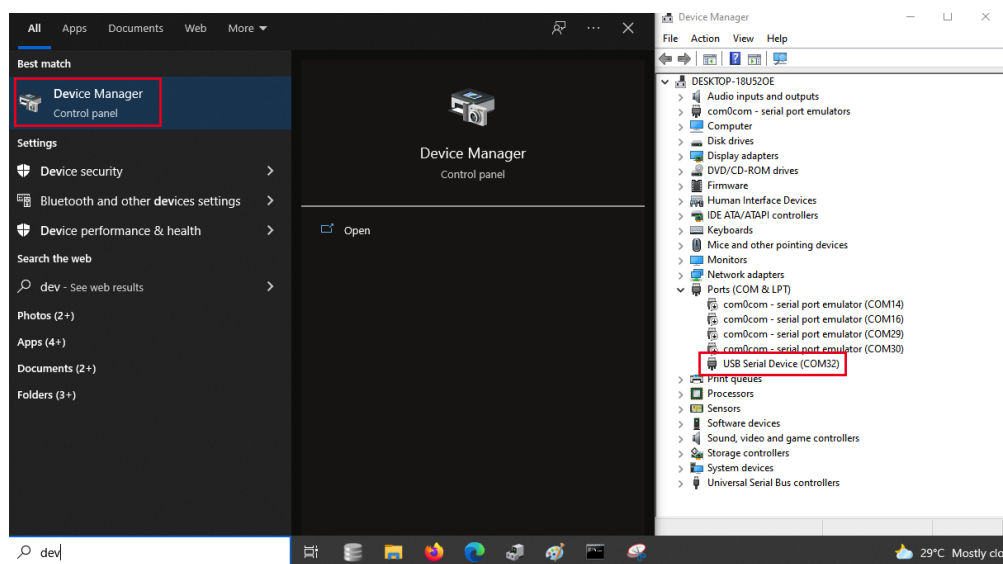 All Apps Documents Web More
Best match
Device Manager
Control panel
Settings
Device security
Bluetooth and other devices settings
Device performance & health
Search the web
dev - See web results
Photos (2+)
Apps (4+)
Documents (2+)
Folders (3+)
dev
Device Manager
Control panel
Open
Device Manager
File Action View Help
DESKTOP-18U52OE
Audio inputs and outputs
com0com - serial port emulators
Computer
Disk drives
Display adapters
DVD/CD-ROM drives
Firmware
Human Interface Devices
IDE ATA/ATAPI controllers
Keyboards
Mice and other pointing devices
Monitors
Network adapters
Ports (COM & LPT)
com0com - serial port emulator (COM14)
com0com - serial port emulator (COM16)
com0com - serial port emulator (COM29)
com0com - serial port emulator (COM30)
USB Serial Device (COM32)
Print queues
Processors
Sensors
Software devices
Sound, video and game controllers
Storage controllers
System devices
Universal Serial Bus controllers
29°C Mostly clo